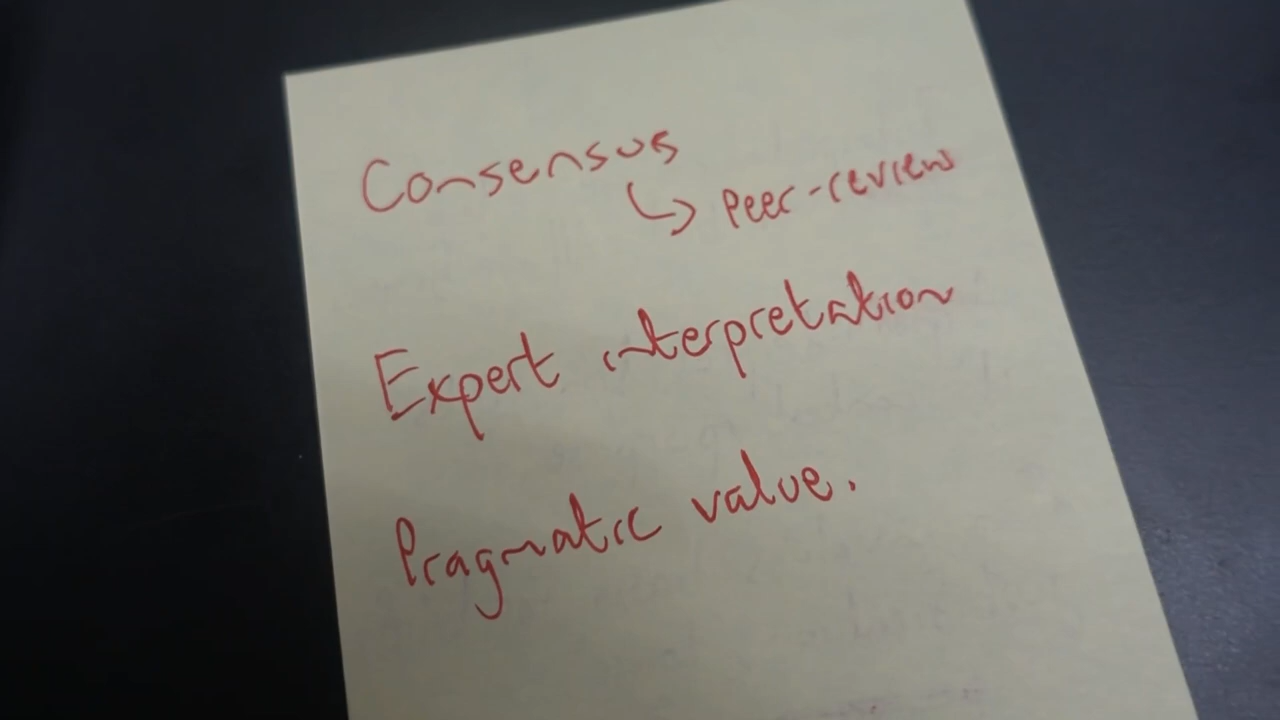 Consensus
↳ Peer-review
Expert interpretation
Pragmatic value.